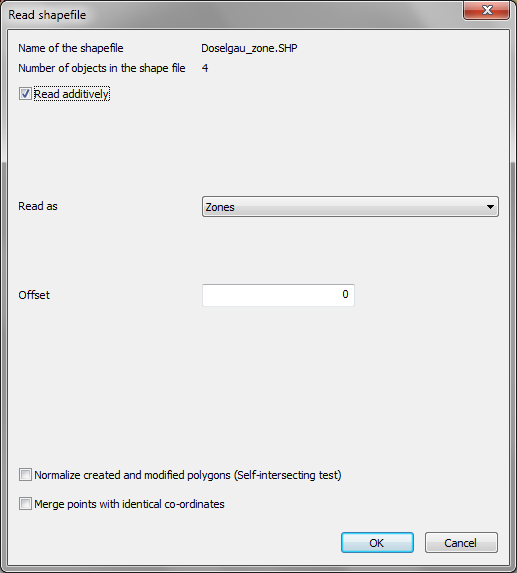 Read shapefile
Name of the shapefile Doselgau_zone.SHP
Number of objects in the shape file 4
Read additively
Read as Zones
Offset 0
Normalize created and modified polygons (Self-intersecting test)
Merge points with identical co-ordinates
OK Cancel